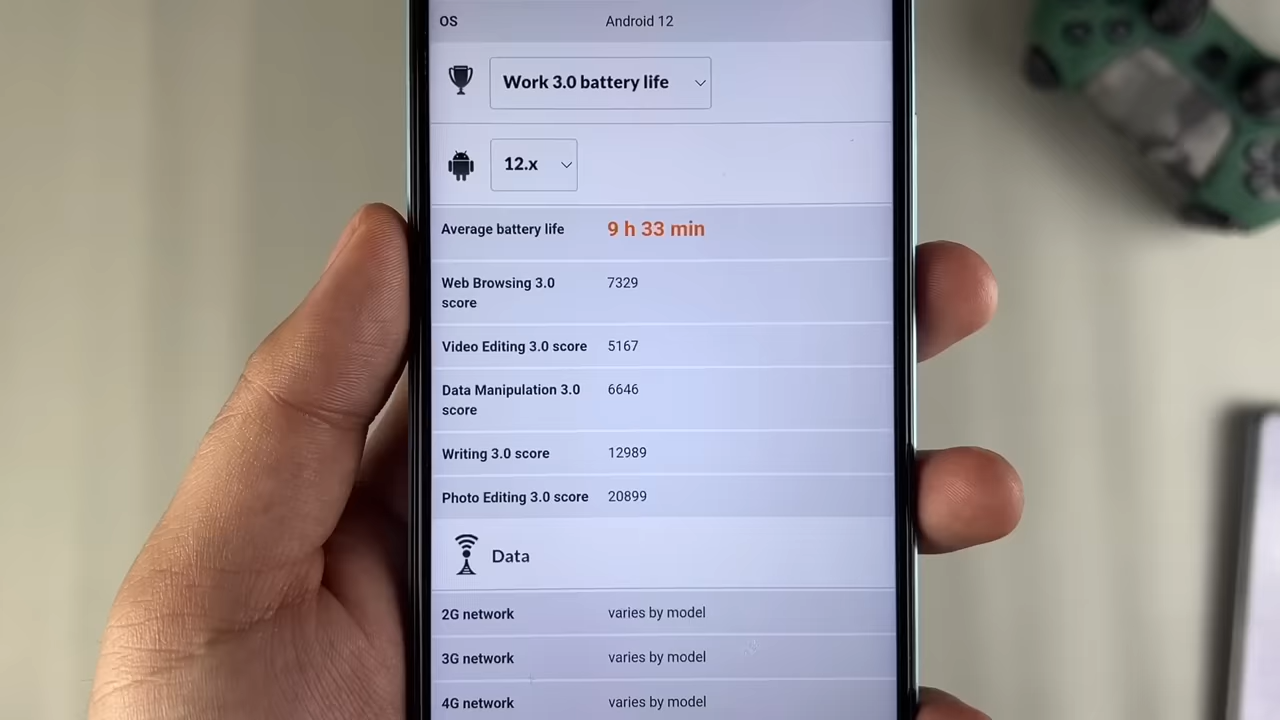 OS Android 12
Work 3.0 battery life
12.x
Average battery life 9 h 33 min
Web Browsing 3.0 7329
score
Video Editing 3.0 score 5167
Data Manipulation 3.0 6646
score
Writing 3.0 score 12989
Photo Editing 3.0 score 20899
Data
2G network varies by model
3G network varies by model
4G network varies by model